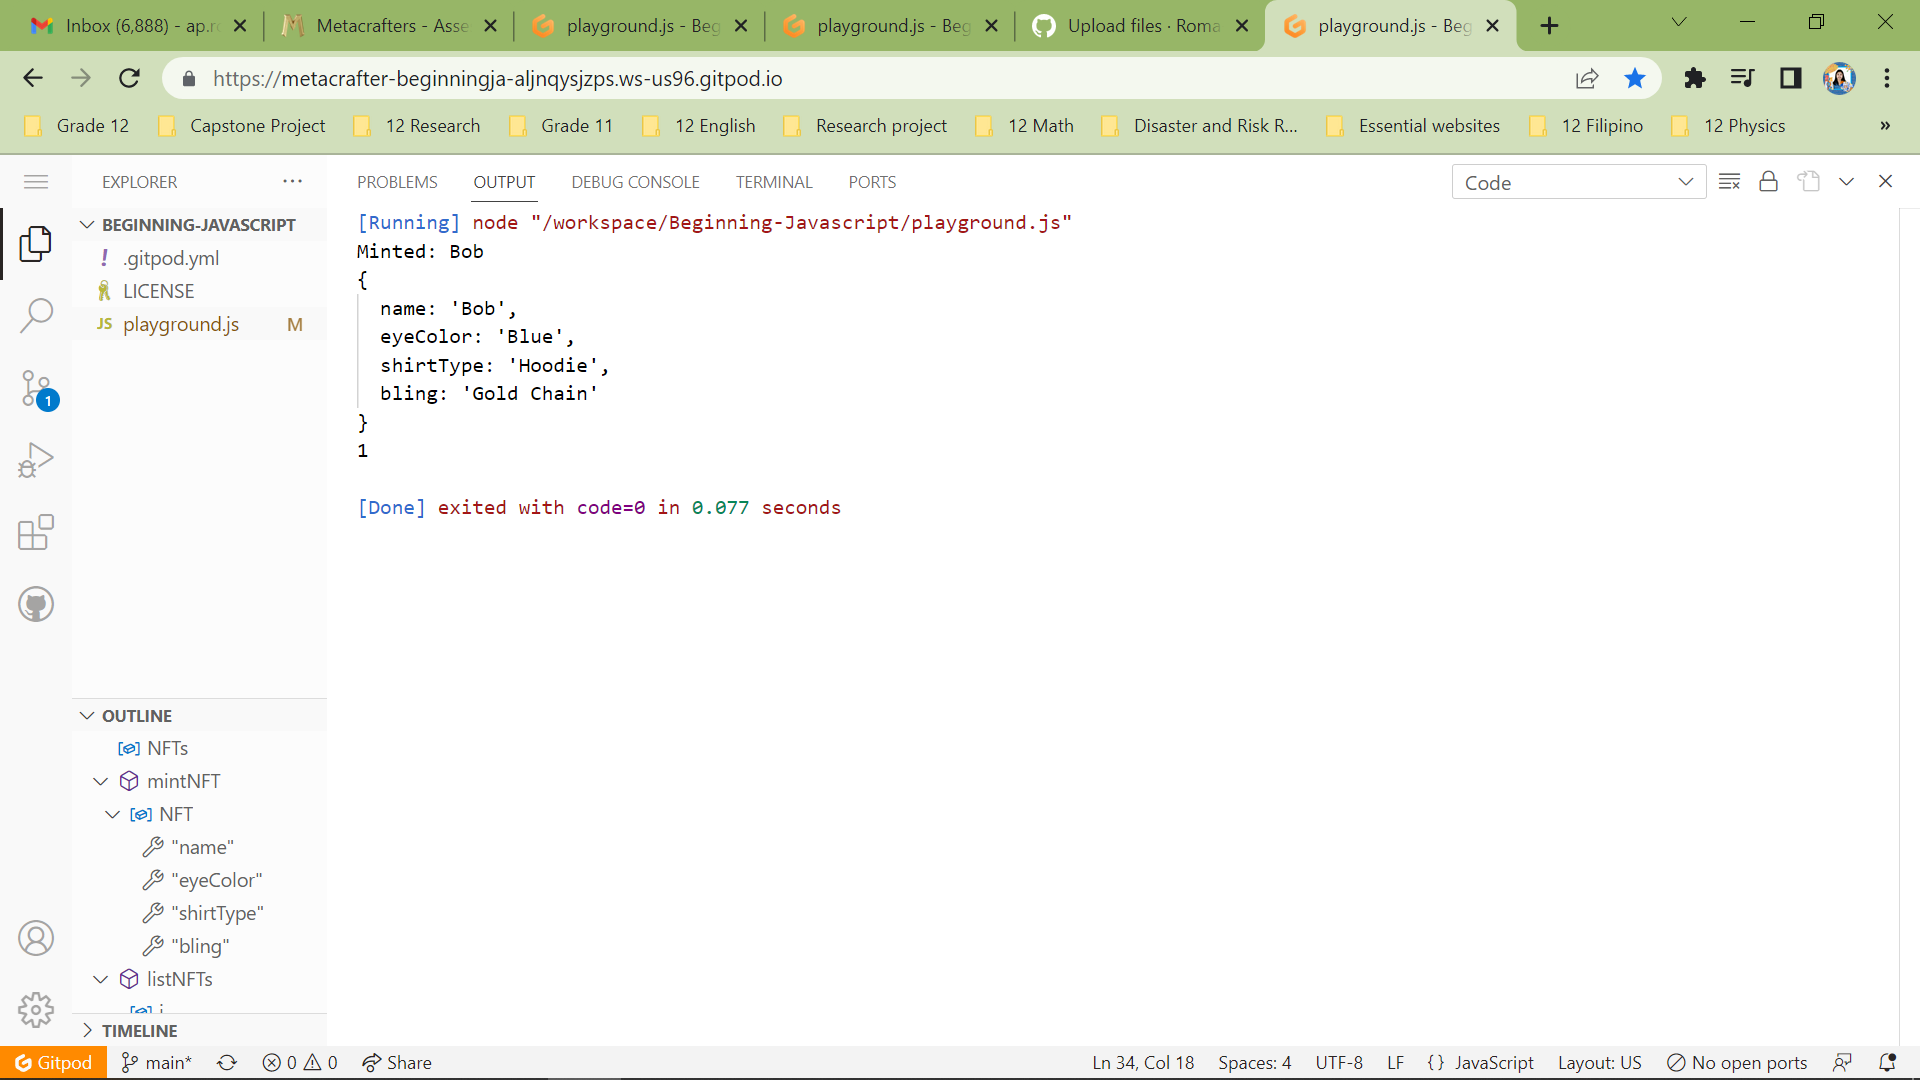 Inbox (6,888) - ap.r
Metacrafters - Asse
playground.js - Beg
playground.js - Beg
Upload files · Roma
playground.js - Beg
https://metacrafter-beginningja-aljnqysjzps.ws-us96.gitpod.io
Grade 12
Capstone Project
12 Research
Grade 11
12 English
Research project
12 Math
Disaster and Risk R...
Essential websites
12 Filipino
12 Physics
»
EXPLORER
...
PROBLEMS
OUTPUT
DEBUG CONSOLE
TERMINAL
PORTS
Code
BEGINNING-JAVASCRIPT
! .gitpod.yml
LICENSE
JS playground.js M
1
[Running] node "/workspace/Beginning-Javascript/playground.js"
Minted: Bob
{
name: 'Bob',
eyeColor: 'Blue',
shirtType: 'Hoodie',
bling: 'Gold Chain'
}
1
[Done] exited with code=0 in 0.077 seconds
OUTLINE
NFTs
mintNFT
NFT
"name"
"eyeColor"
"shirtType"
"bling"
listNFTs
TIMELINE
Gitpod
main*
0
0
Share
Ln 34, Col 18
Spaces: 4
UTF-8
LF
{ } JavaScript
Layout: US
No open ports